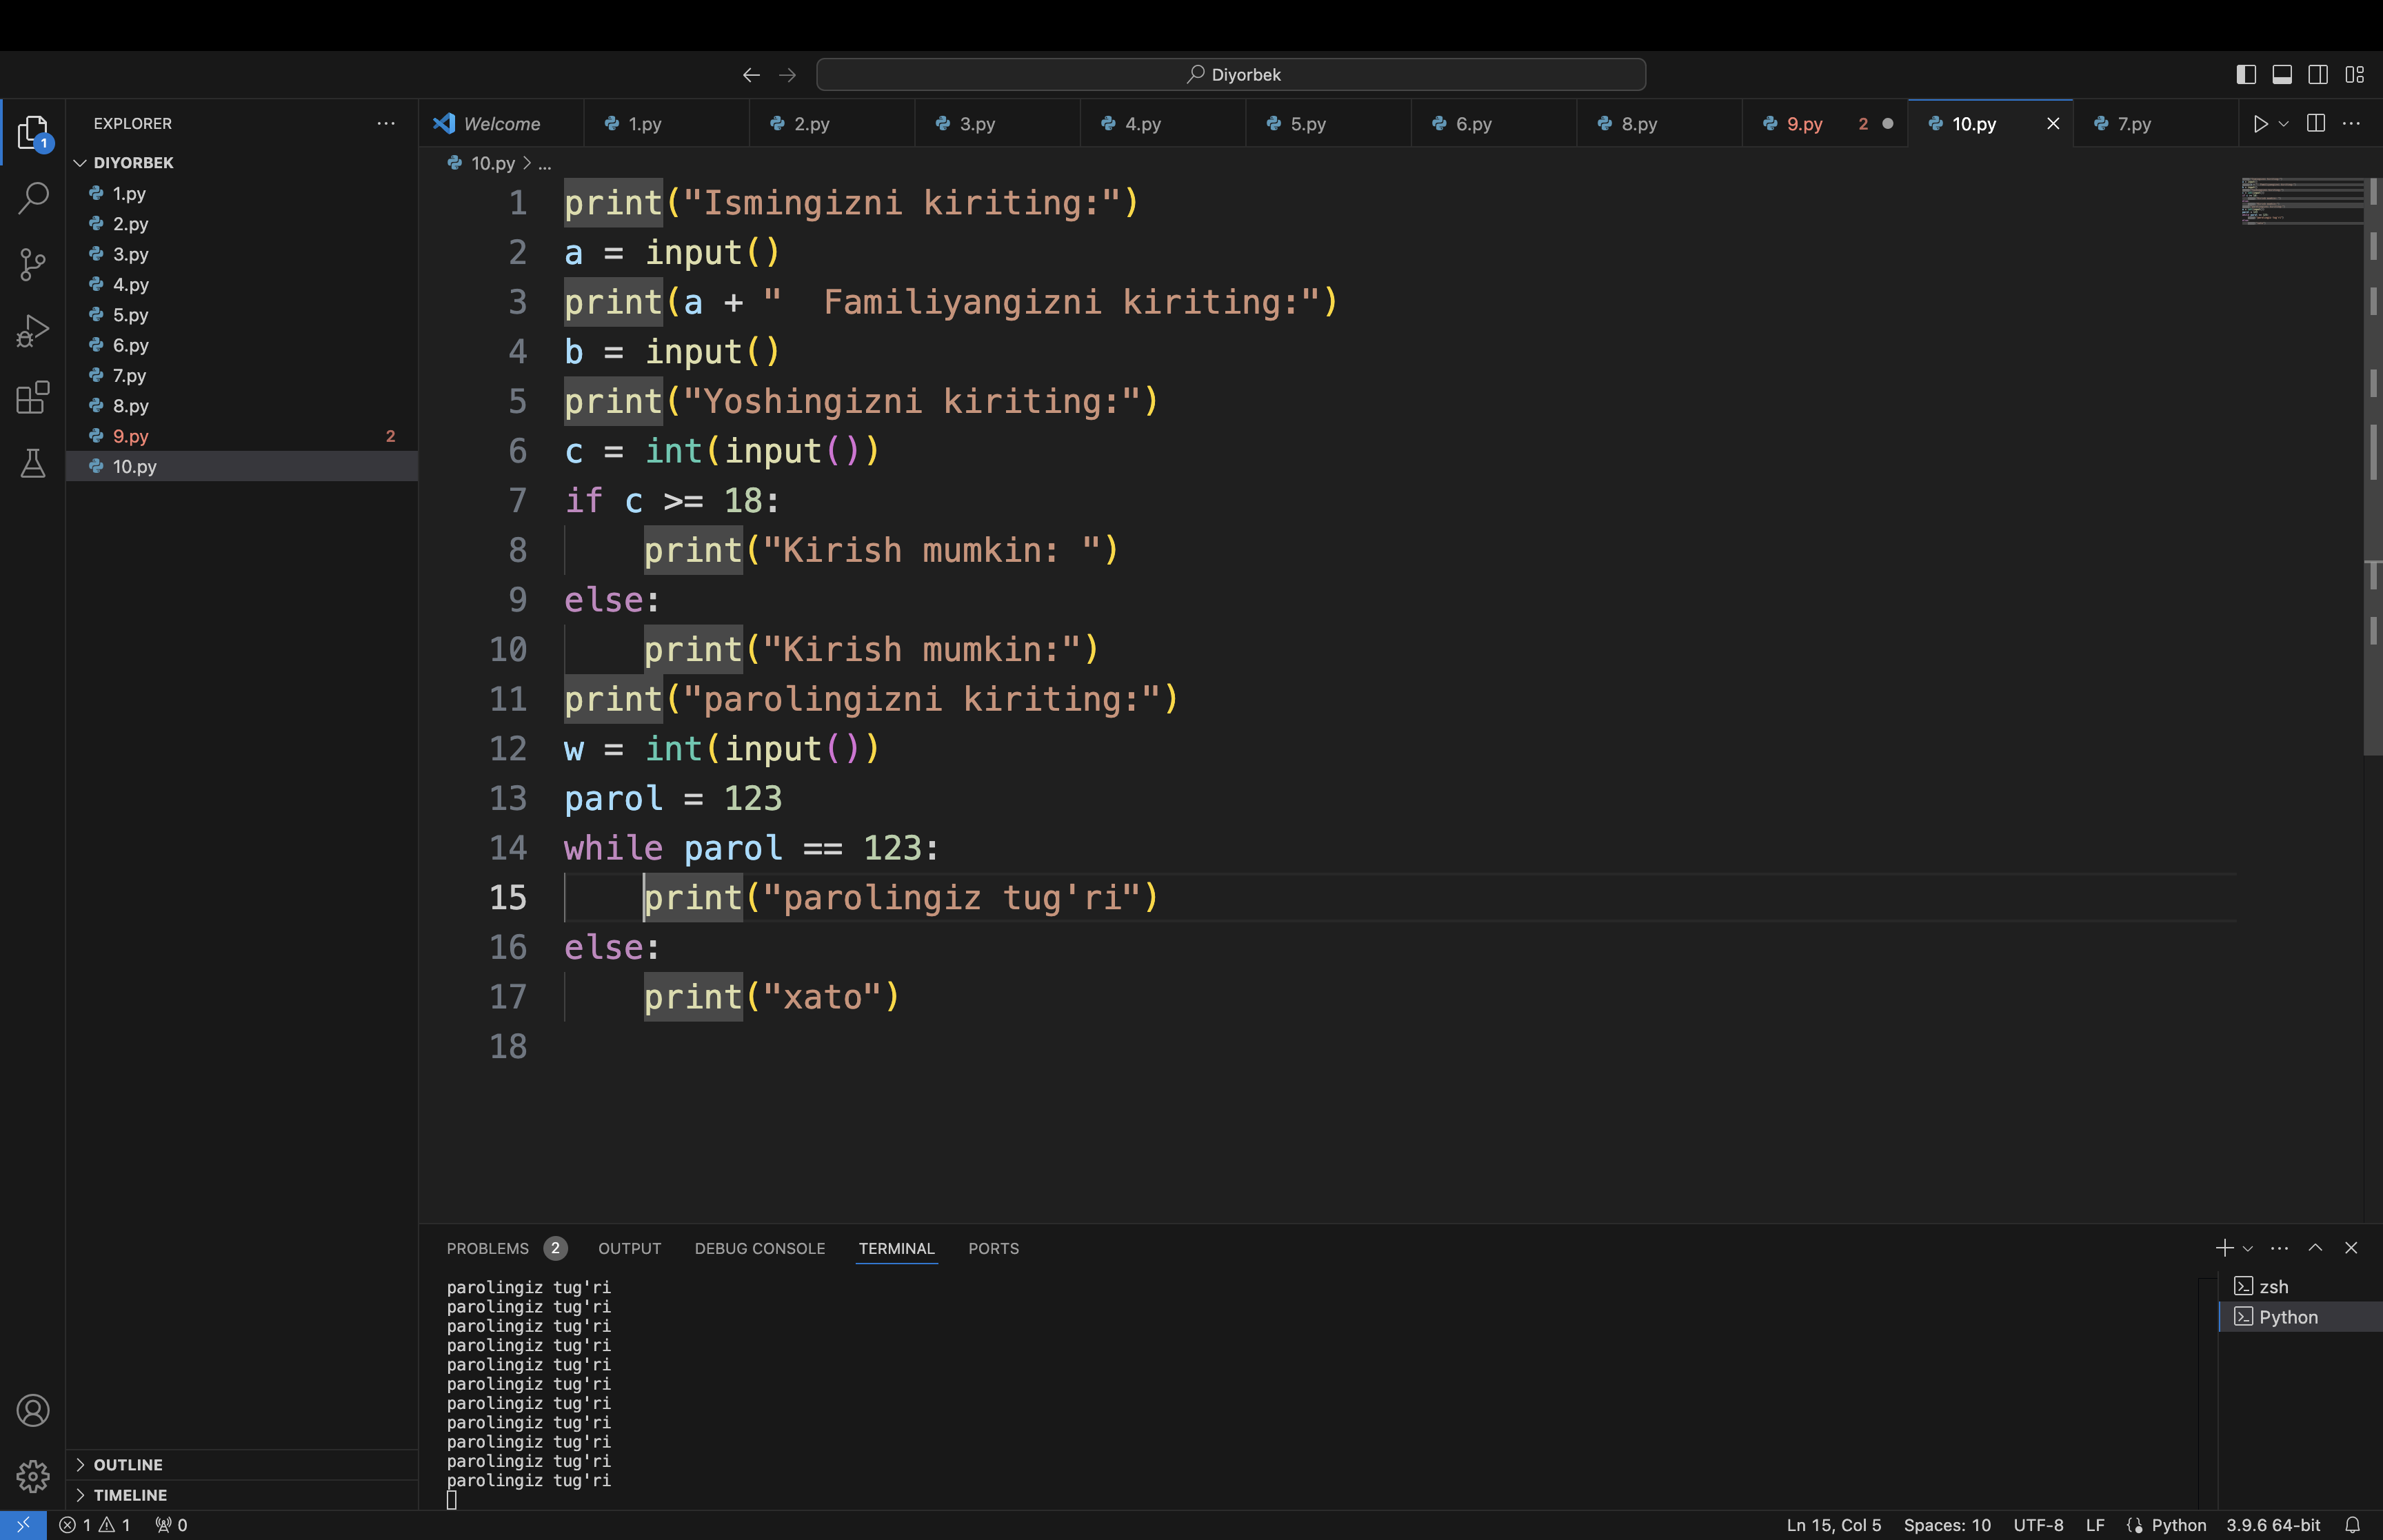 Diyorbek
EXPLORER ...
Welcome 1.py 2.py 3.py 4.py 5.py 6.py 8.py 9.py 2 10.py 7.py
1
DIYORBEK
1.py
2.py
3.py
4.py
5.py
6.py
7.py
8.py
9.py 2
10.py
OUTLINE
TIMELINE
10.py > ...
1 print("Ismingizni kiriting:")
2 a = input()
3 print(a + "  Familiyangizni kiriting:")
4 b = input()
5 print("Yoshingizni kiriting:")
6 c = int(input())
7 if c >= 18:
8     print("Kirish mumkin: ")
9 else:
10     print("Kirish mumkin:")
11 print("parolingizni kiriting:")
12 w = int(input())
13 parol = 123
14 while parol == 123:
15     print("parolingiz tug'ri")
16 else:
17     print("xato")
18
PROBLEMS 2 OUTPUT DEBUG CONSOLE TERMINAL PORTS
parolingiz tug'ri
parolingiz tug'ri
parolingiz tug'ri
parolingiz tug'ri
parolingiz tug'ri
parolingiz tug'ri
parolingiz tug'ri
parolingiz tug'ri
parolingiz tug'ri
parolingiz tug'ri
parolingiz tug'ri
zsh
Python
1 1 0 Ln 15, Col 5 Spaces: 10 UTF-8 LF Python 3.9.6 64-bit